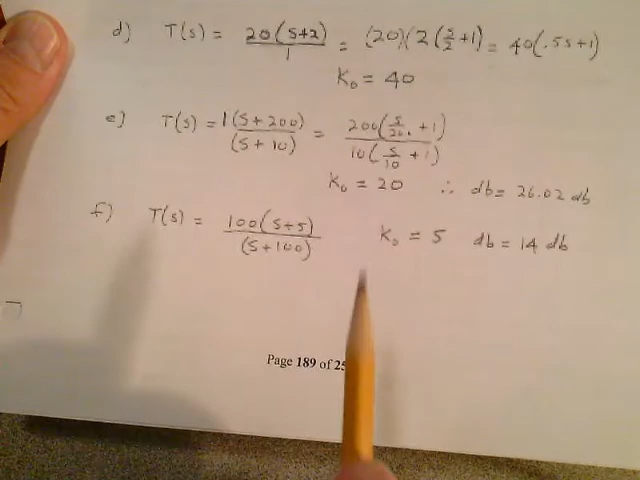 d) T(s) = 20(s+2)/1 = (20)(2(s/2+1) = 40(.5s+1)
K₀ = 40
e) T(s) = 1(s+200)/(s+10) = 200(s/200 +1)/10(s/10 +1)
K₀ = 20 ∴ db = 26.02 db
f) T(s) = 100(s+5)/(s+100) K₀ = 5 db = 14 db
Page 189 of 25